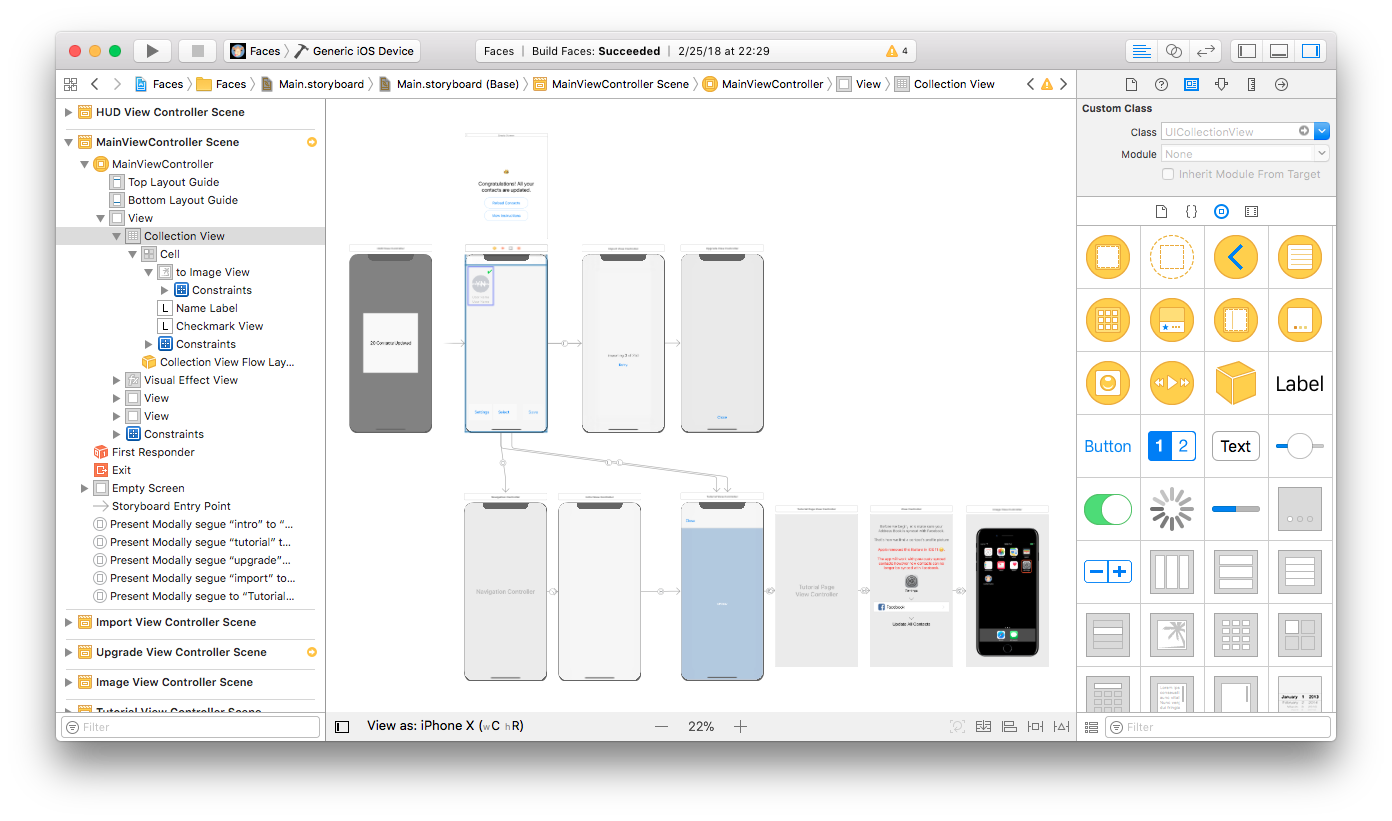 Faces
Generic iOS Device
Faces | Build Faces: Succeeded | 2/25/18 at 22:29
4
Faces
Faces
Main.storyboard
Main.storyboard (Base)
MainViewController Scene
MainViewController
View
Collection View
HUD View Controller Scene
MainViewController Scene
MainViewController
Top Layout Guide
Bottom Layout Guide
View
Collection View
Cell
to Image View
Constraints
L Name Label
L Checkmark View
Constraints
Collection View Flow Lay...
Visual Effect View
View
View
Constraints
First Responder
Exit
Empty Screen
Storyboard Entry Point
Present Modally segue “intro” to “...
Present Modally segue “tutorial” t...
Present Modally segue “upgrade”...
Present Modally segue “import” to...
Present Modally segue to “Tutorial...
Import View Controller Scene
Upgrade View Controller Scene
Image View Controller Scene
Tutorial View Controller Scene
Filter
Congratulations! All your
contacts are updated.
20 Contacts Updated
Settings
Select
Close
Navigation Controller
Navigation Controller
Close
Tutorial Page
View Controller
Facebook
Update All Contacts
View as: iPhone X (wC hR)
22%
Custom Class
Class UICollectionView
Module None
Inherit Module From Target
{ }
Label
Button
1 2
Text
January 1 2013
Filter